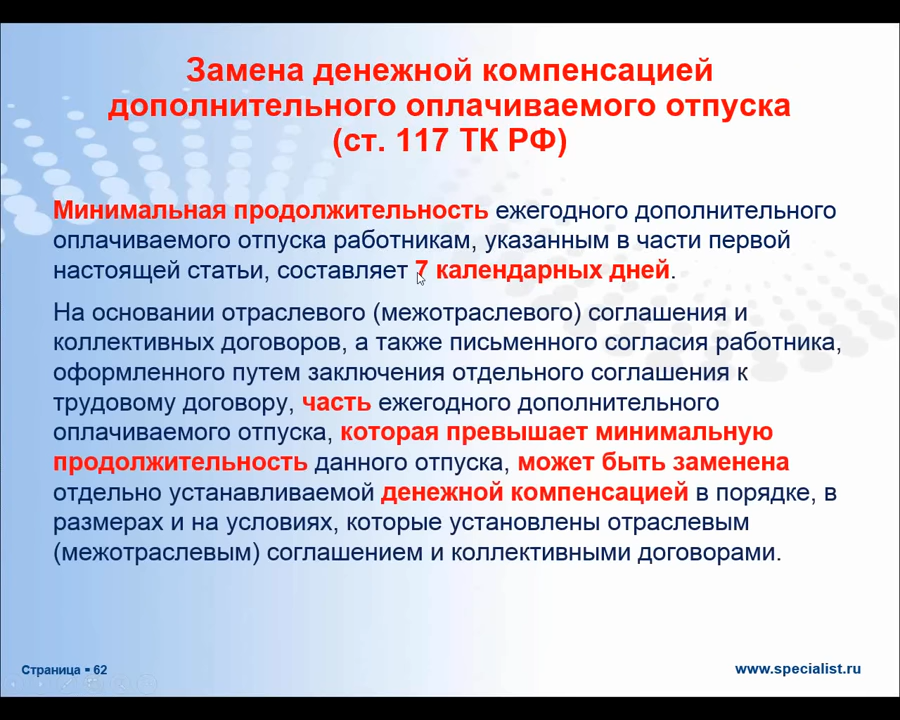 Замена денежной компенсацией
дополнительного оплачиваемого отпуска
(ст. 117 ТК РФ)
Минимальная продолжительность ежегодного дополнительного
оплачиваемого отпуска работникам, указанным в части первой
настоящей статьи, составляет 7 календарных дней.
На основании отраслевого (межотраслевого) соглашения и
коллективных договоров, а также письменного согласия работника,
оформленного путем заключения отдельного соглашения к
трудовому договору, часть ежегодного дополнительного
оплачиваемого отпуска, которая превышает минимальную
продолжительность данного отпуска, может быть заменена
отдельно устанавливаемой денежной компенсацией в порядке, в
размерах и на условиях, которые установлены отраслевым
(межотраслевым) соглашением и коллективными договорами.
Страница ▪ 62
www.specialist.ru